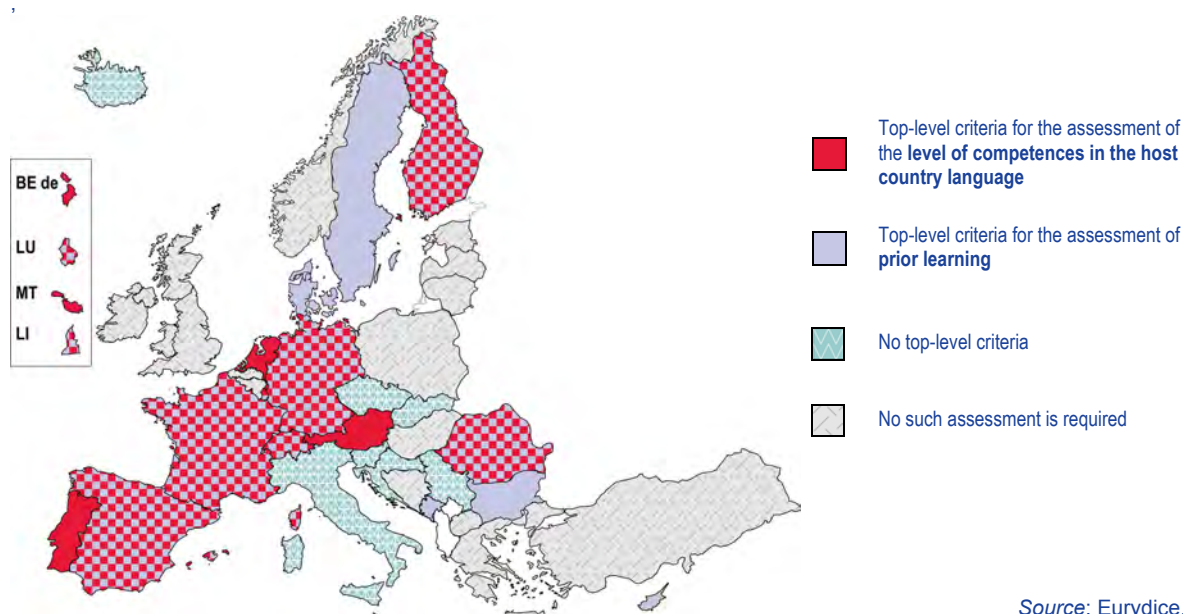 ,
BE de
LU
MT
LI
Top-level criteria for the assessment of
the level of competences in the host
country language
Top-level criteria for the assessment of
prior learning
No top-level criteria
No such assessment is required
Source: Eurydice.